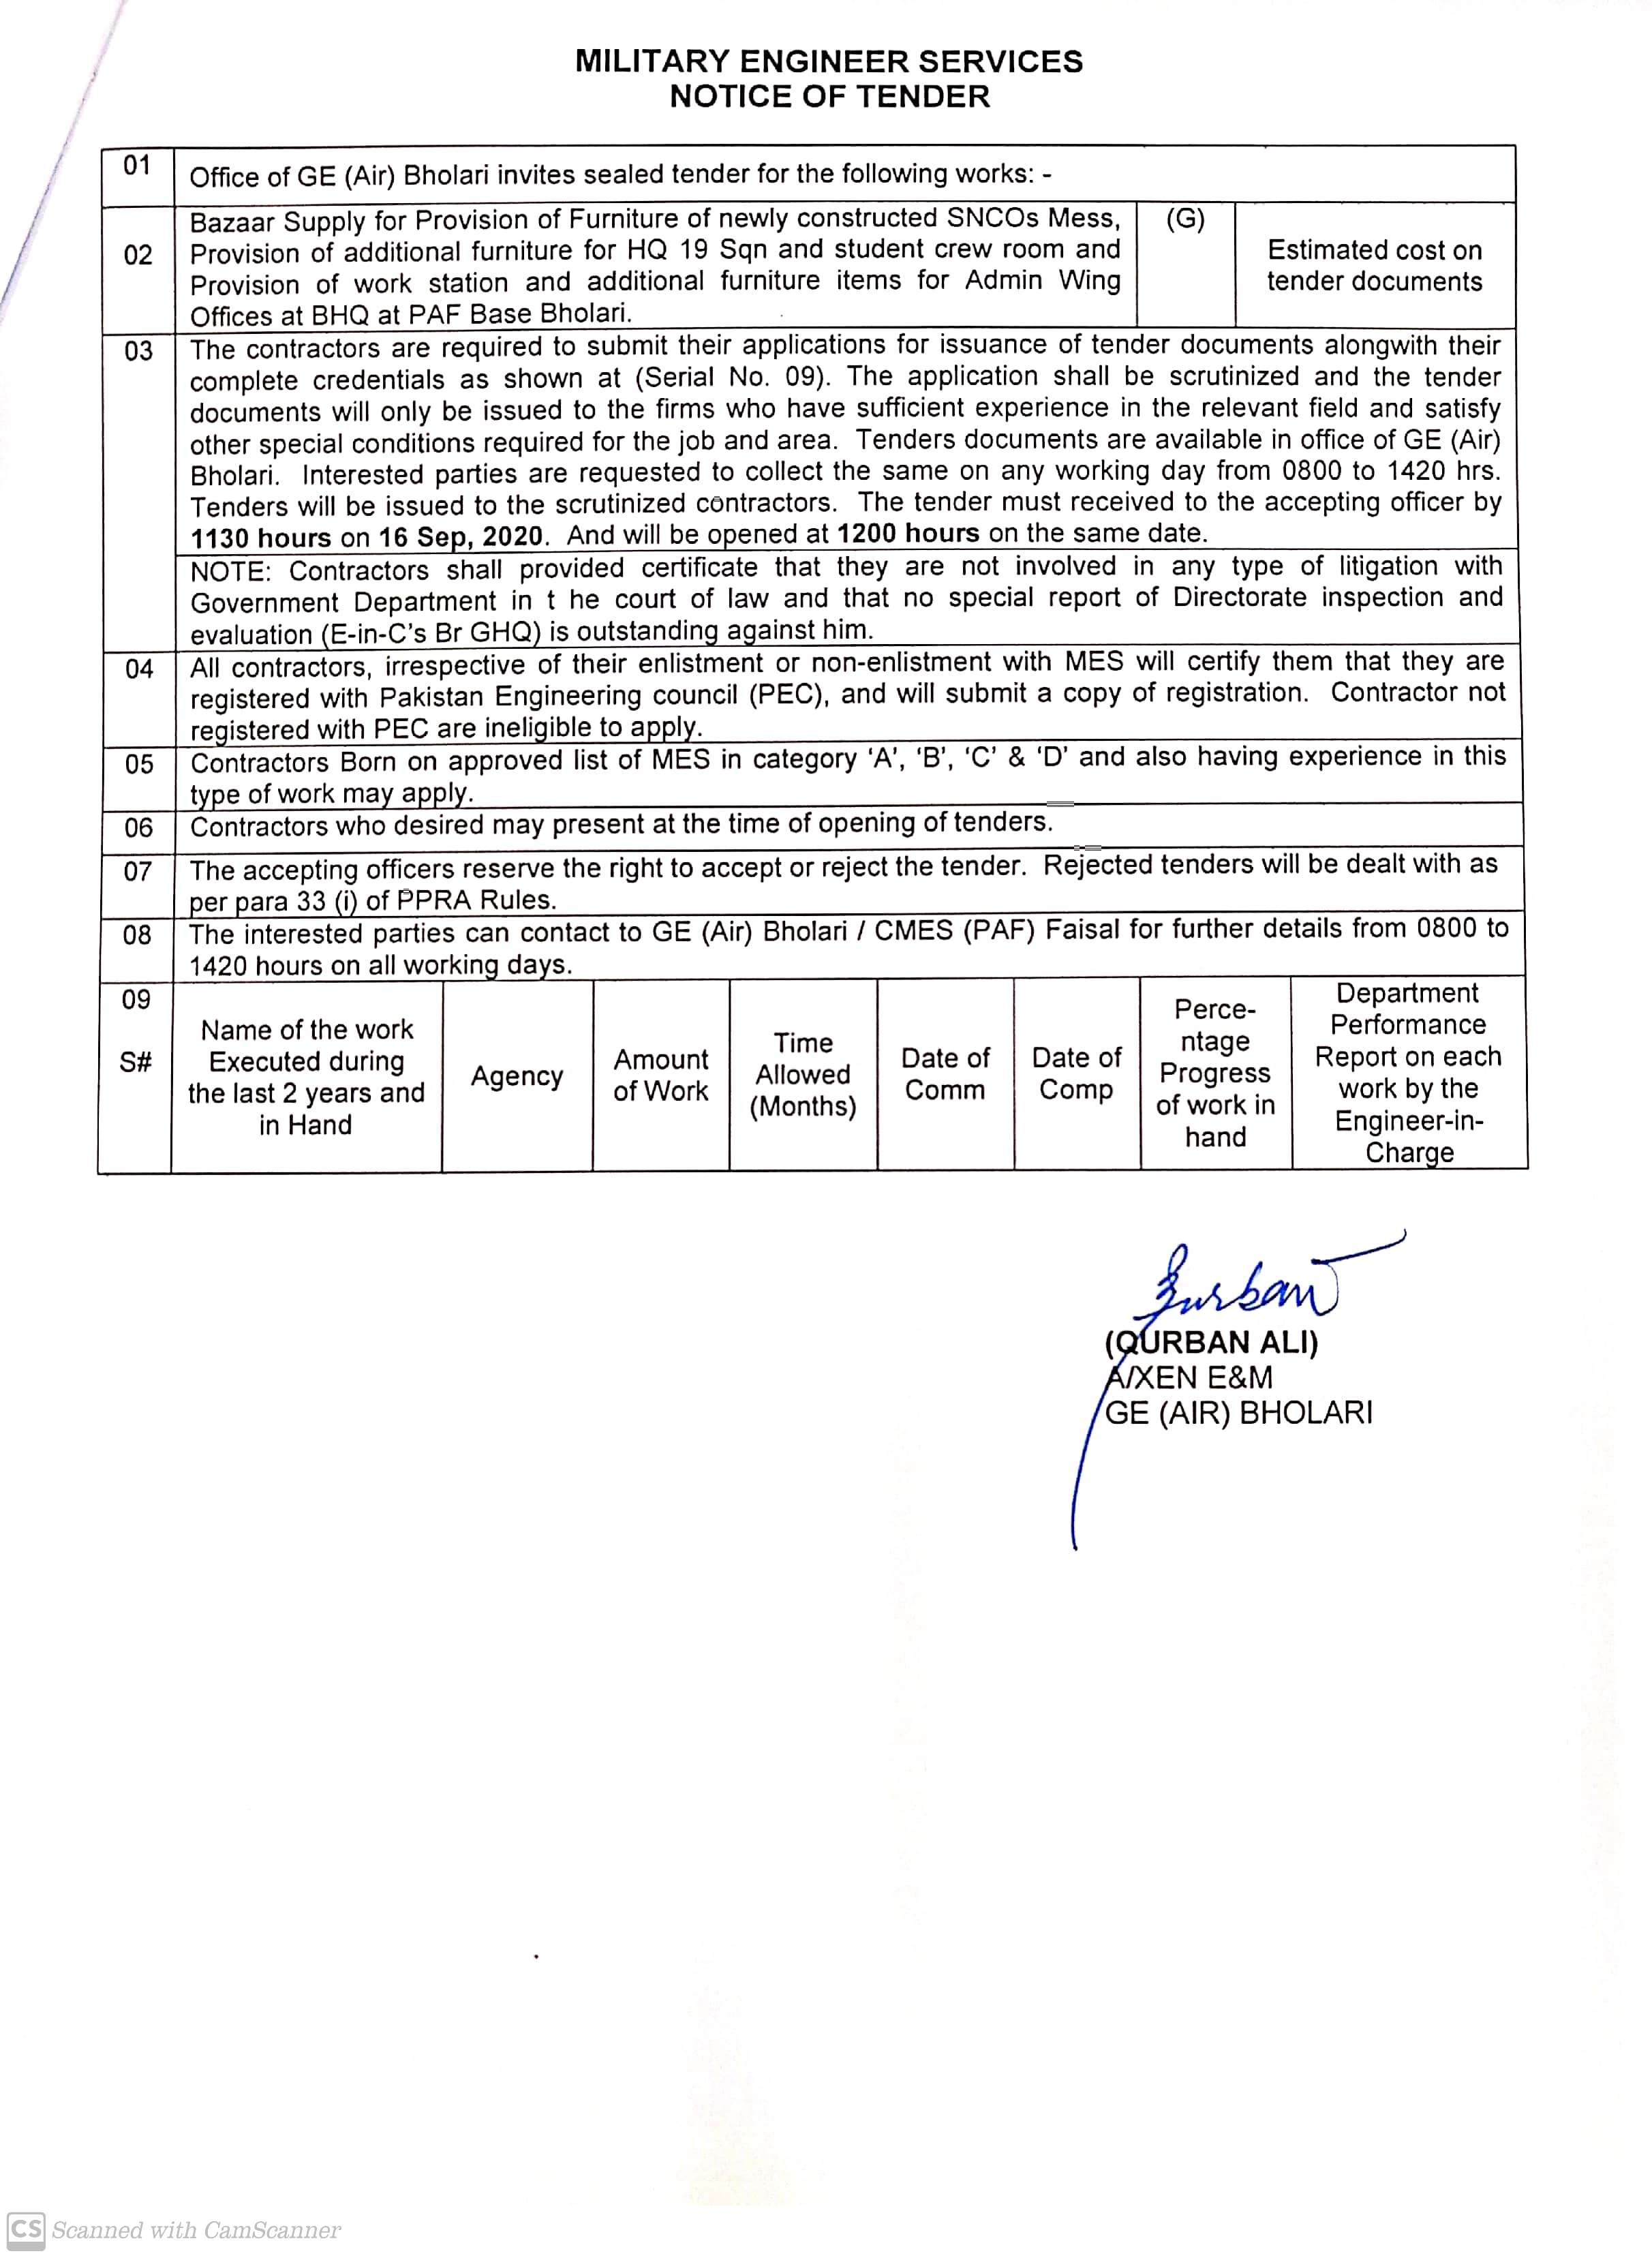 MILITARY ENGINEER SERVICES
NOTICE OF TENDER
01
Office of GE (Air) Bholari invites sealed tender for the following works: -
02
Bazaar Supply for Provision of Furniture of newly constructed SNCOs Mess,
Provision of additional furniture for HQ 19 Sqn and student crew room and
Provision of work station and additional furniture items for Admin Wing
Offices at BHQ at PAF Base Bholari.
(G)
Estimated cost on
tender documents
03
The contractors are required to submit their applications for issuance of tender documents alongwith their
complete credentials as shown at (Serial No. 09). The application shall be scrutinized and the tender
documents will only be issued to the firms who have sufficient experience in the relevant field and satisfy
other special conditions required for the job and area. Tenders documents are available in office of GE (Air)
Bholari. Interested parties are requested to collect the same on any working day from 0800 to 1420 hrs.
Tenders will be issued to the scrutinized contractors. The tender must received to the accepting officer by
1130 hours on 16 Sep, 2020. And will be opened at 1200 hours on the same date.
NOTE: Contractors shall provided certificate that they are not involved in any type of litigation with
Government Department in t he court of law and that no special report of Directorate inspection and
evaluation (E-in-C's Br GHQ) is outstanding against him.
04
All contractors, irrespective of their enlistment or non-enlistment with MES will certify them that they are
registered with Pakistan Engineering council (PEC), and will submit a copy of registration. Contractor not
registered with PEC are ineligible to apply.
05
Contractors Born on approved list of MES in category 'A', 'B', 'C' & 'D' and also having experience in this
type of work may apply.
06
Contractors who desired may present at the time of opening of tenders.
07
The accepting officers reserve the right to accept or reject the tender. Rejected tenders will be dealt with as
per para 33 (i) of PPRA Rules.
08
The interested parties can contact to GE (Air) Bholari / CMES (PAF) Faisal for further details from 0800 to
1420 hours on all working days.
09
S#
Name of the work
Executed during
the last 2 years and
in Hand
Agency
Amount
of Work
Time
Allowed
(Months)
Date of
Comm
Date of
Comp
Perce-
ntage
Progress
of work in
hand
Department
Performance
Report on each
work by the
Engineer-in-
Charge
Qurban
(QURBAN ALI)
A/XEN E&M
GE (AIR) BHOLARI
CS Scanned with CamScanner